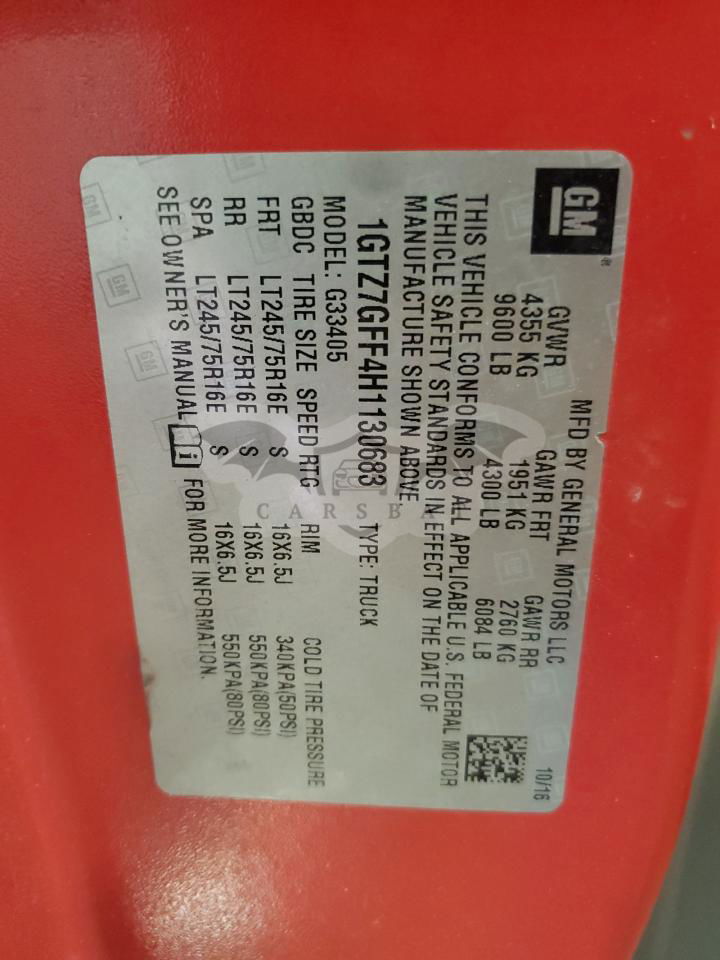 GM
MFD BY GENERAL MOTORS LLC 10/16
GVWR GAWR FRT GAWR RR
4355 KG 1951 KG 2760 KG
9600 LB 4300 LB 6084 LB
THIS VEHICLE CONFORMS TO ALL APPLICABLE U.S. FEDERAL MOTOR
VEHICLE SAFETY STANDARDS IN EFFECT ON THE DATE OF
MANUFACTURE SHOWN ABOVE
1GTZ7GFF4H1130683 TYPE: TRUCK
MODEL: G33405
GBDC TIRE SIZE SPEED RTG RIM COLD TIRE PRESSURE
FRT LT245/75R16E S 16X6.5J 340KPA(50PSI)
RR LT245/75R16E S 16X6.5J 550KPA(80PSI)
SPA LT245/75R16E S 16X6.5J 550KPA(80PSI)
SEE OWNER'S MANUAL i FOR MORE INFORMATION.